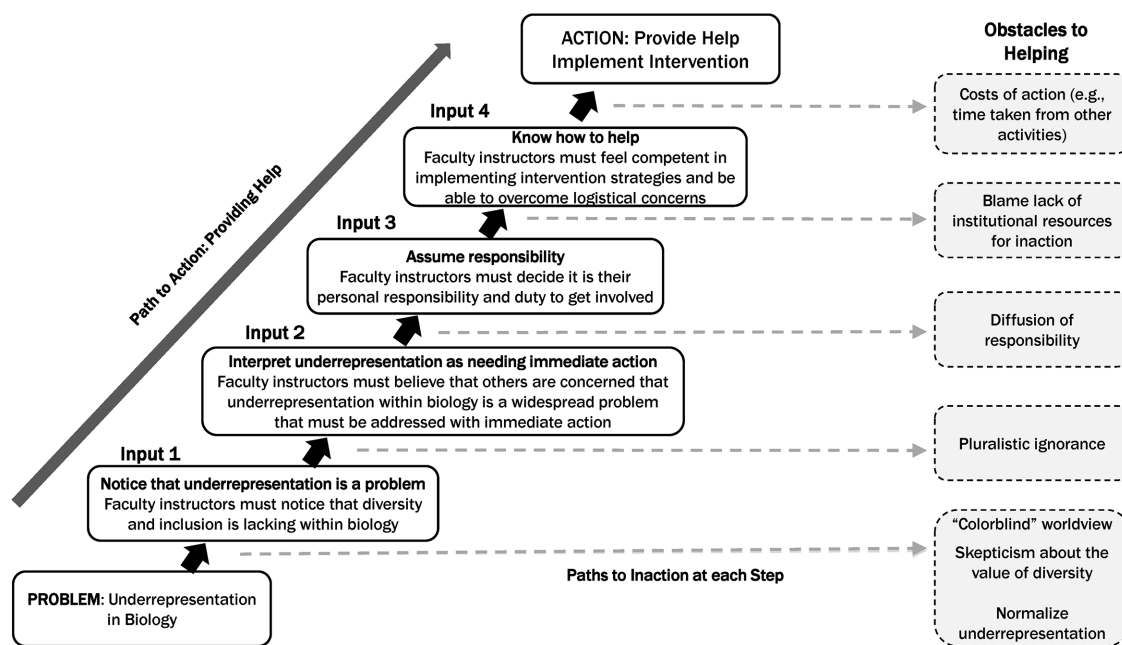 ACTION: Provide Help
Implement Intervention
Obstacles to
Helping
Costs of action (e.g.,
time taken from other
activities)
Input 4
Know how to help
Faculty instructors must feel competent in
implementing intervention strategies and be
able to overcome logistical concerns
Blame lack of
institutional resources
for inaction
Path to Action: Providing Help
Input 3
Assume responsibility
Faculty instructors must decide it is their
personal responsibility and duty to get involved
Diffusion of
responsibility
Input 2
Interpret underrepresentation as needing immediate action
Faculty instructors must believe that others are concerned that
underrepresentation within biology is a widespread problem
that must be addressed with immediate action
Pluralistic ignorance
Input 1
Notice that underrepresentation is a problem
Faculty instructors must notice that diversity
and inclusion is lacking within biology
“Colorblind” worldview
Skepticism about the
value of diversity
Normalize
underrepresentation
Paths to Inaction at each Step
PROBLEM: Underrepresentation
in Biology